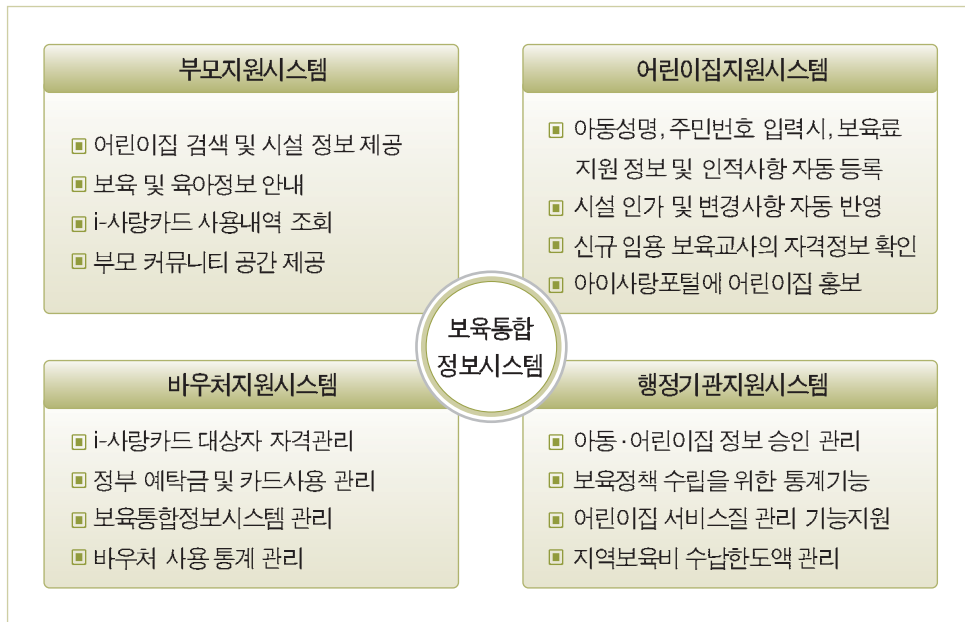 부모지원시스템
어린이집 검색 및 시설 정보 제공
보육 및 육아정보 안내
i-사랑카드 사용내역 조회
부모 커뮤니티 공간 제공
어린이집지원시스템
아동성명, 주민번호 입력시, 보육료
지원 정보 및 인적사항 자동 등록
시설 인가 및 변경사항 자동 반영
신규 임용 보육교사의 자격정보 확인
아이사랑포털에 어린이집 홍보
보육통합
정보시스템
바우처지원시스템
i-사랑카드 대상자 자격관리
정부 예탁금 및 카드사용 관리
보육통합정보시스템 관리
바우처 사용 통계 관리
행정기관지원시스템
아동·어린이집 정보 승인 관리
보육정책 수립을 위한 통계기능
어린이집 서비스질 관리 기능지원
지역보육비 수납한도액 관리